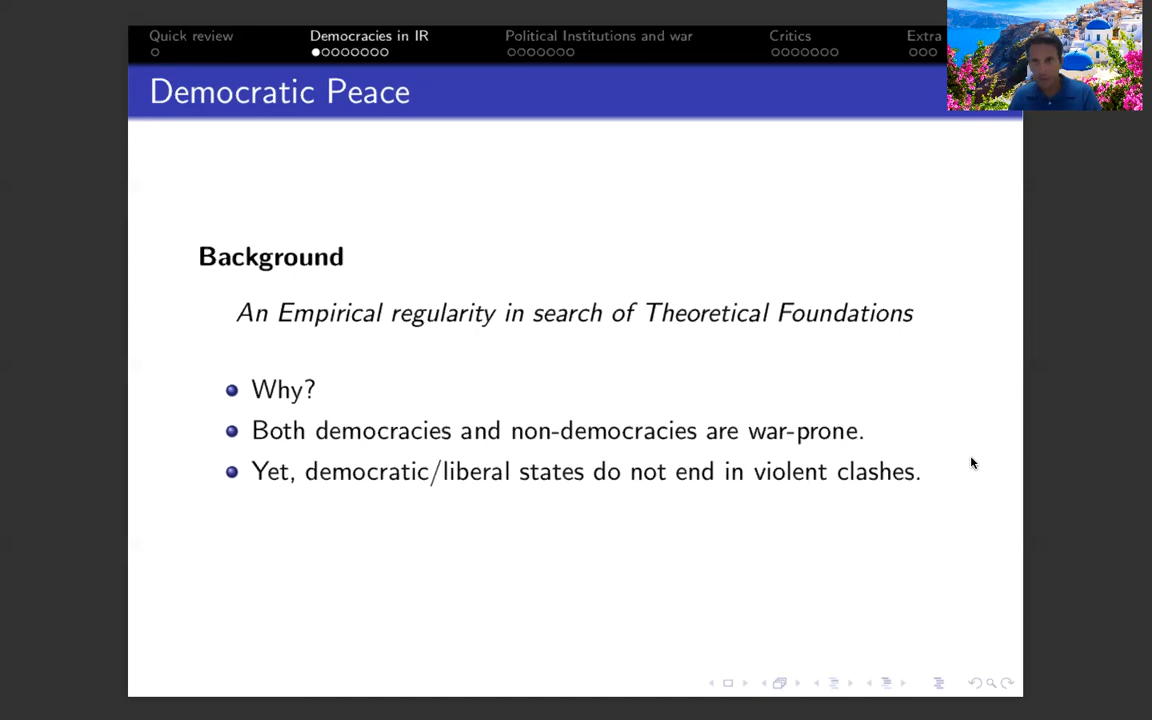 Quick review
Democracies in IR
Political Institutions and war
Critics
Extra
Democratic Peace
Background
An Empirical regularity in search of Theoretical Foundations
Why?
Both democracies and non-democracies are war-prone.
Yet, democratic/liberal states do not end in violent clashes.